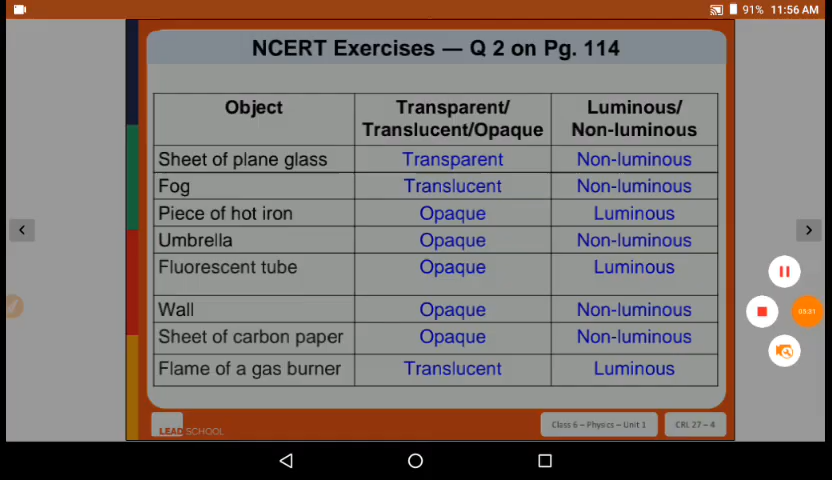 91% 11:56 AM
NCERT Exercises — Q 2 on Pg. 114
Object Transparent/ Luminous/
Translucent/Opaque Non-luminous
Sheet of plane glass Transparent Non-luminous
Fog Translucent Non-luminous
Piece of hot iron Opaque Luminous
Umbrella Opaque Non-luminous
Fluorescent tube Opaque Luminous
Wall Opaque Non-luminous
Sheet of carbon paper Opaque Non-luminous
Flame of a gas burner Translucent Luminous
LEAD SCHOOL Class 6 – Physics – Unit 1 CRL 27 – 4